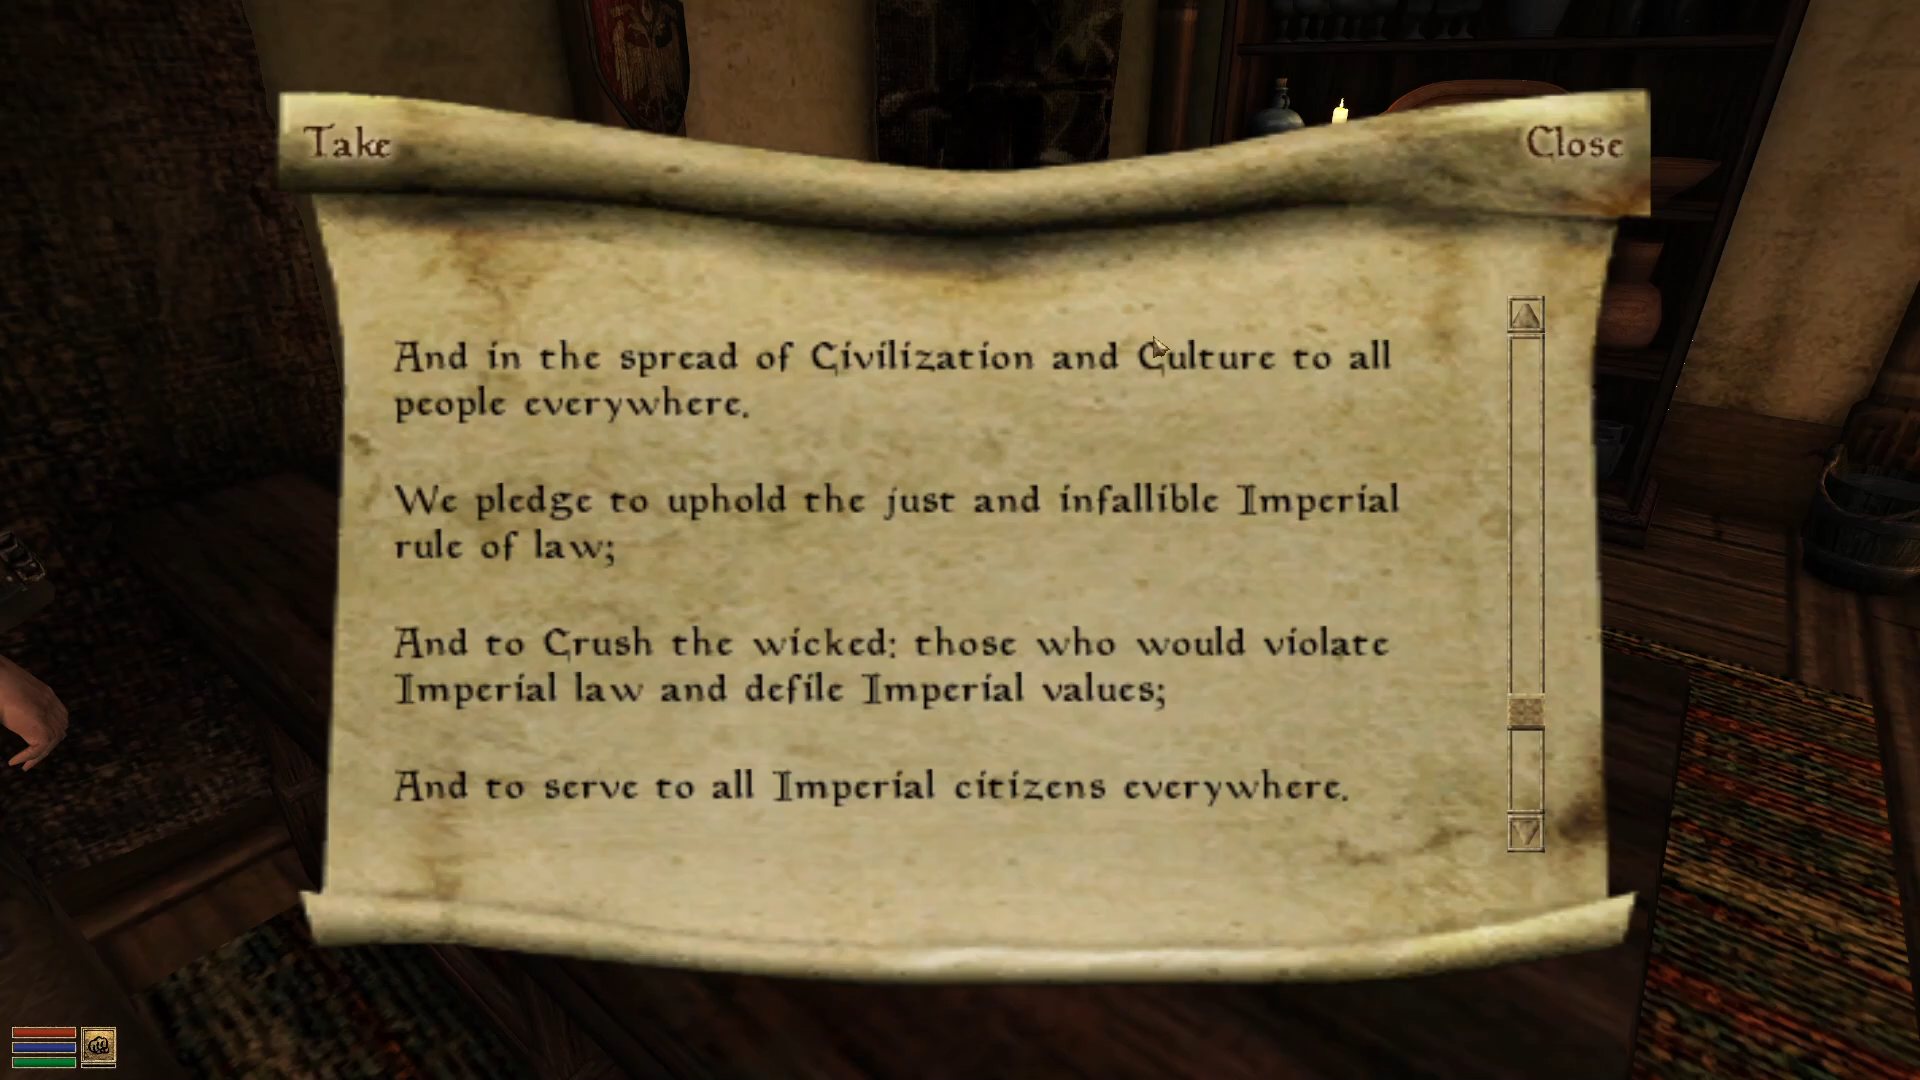 Take
Close
And in the spread of Civilization and Culture to all
people everywhere.
We pledge to uphold the just and infallible Imperial
rule of law;
And to Crush the wicked: those who would violate
Imperial law and defile Imperial values;
And to serve to all Imperial citizens everywhere.